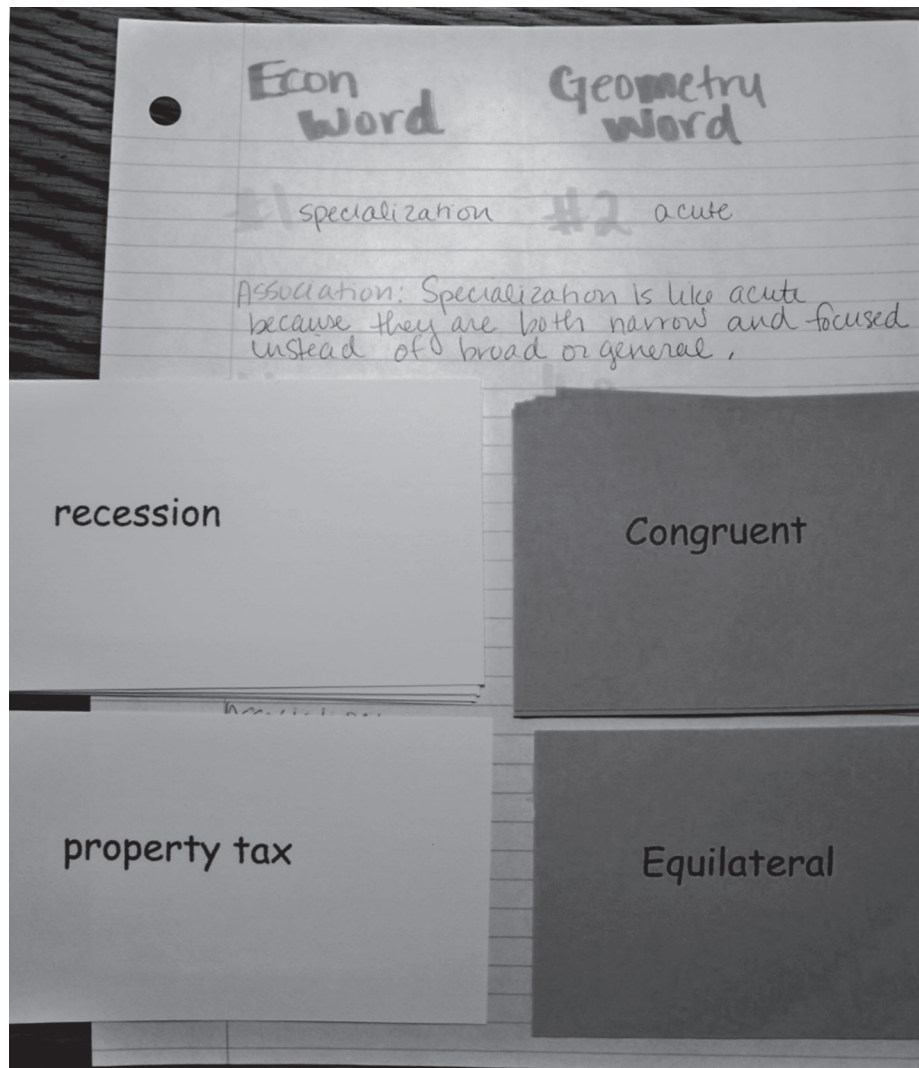 Econ Word
Geometry Word
#1 specialization
#2 acute
Association: Specialization is like acute
because they are both narrow and focused
instead of broad or general.
recession
Congruent
property tax
Equilateral